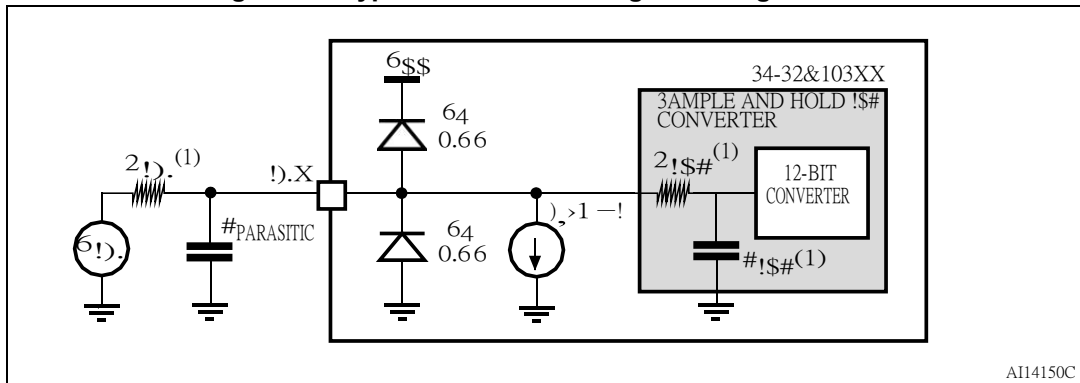 6$$
34-32&103XX
3AMPLE AND HOLD !$#
CONVERTER
64
0.66
2!).(1)
!).X
2!$#(1)
12-BIT
CONVERTER
#PARASITIC
64
0.66
),>1 —!
6!).
#!$#(1)
AI14150C